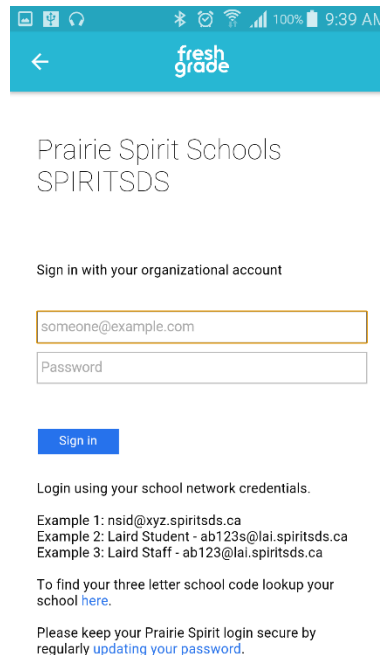 100% 9:39 AM
fresh
grade
Prairie Spirit Schools
SPIRITSDS
Sign in with your organizational account
someone@example.com
Password
Sign in
Login using your school network credentials.
Example 1: nsid@xyz.spiritsds.ca
Example 2: Laird Student - ab123s@lai.spiritsds.ca
Example 3: Laird Staff - ab123@lai.spiritsds.ca
To find your three letter school code lookup your
school here.
Please keep your Prairie Spirit login secure by
regularly updating your password.